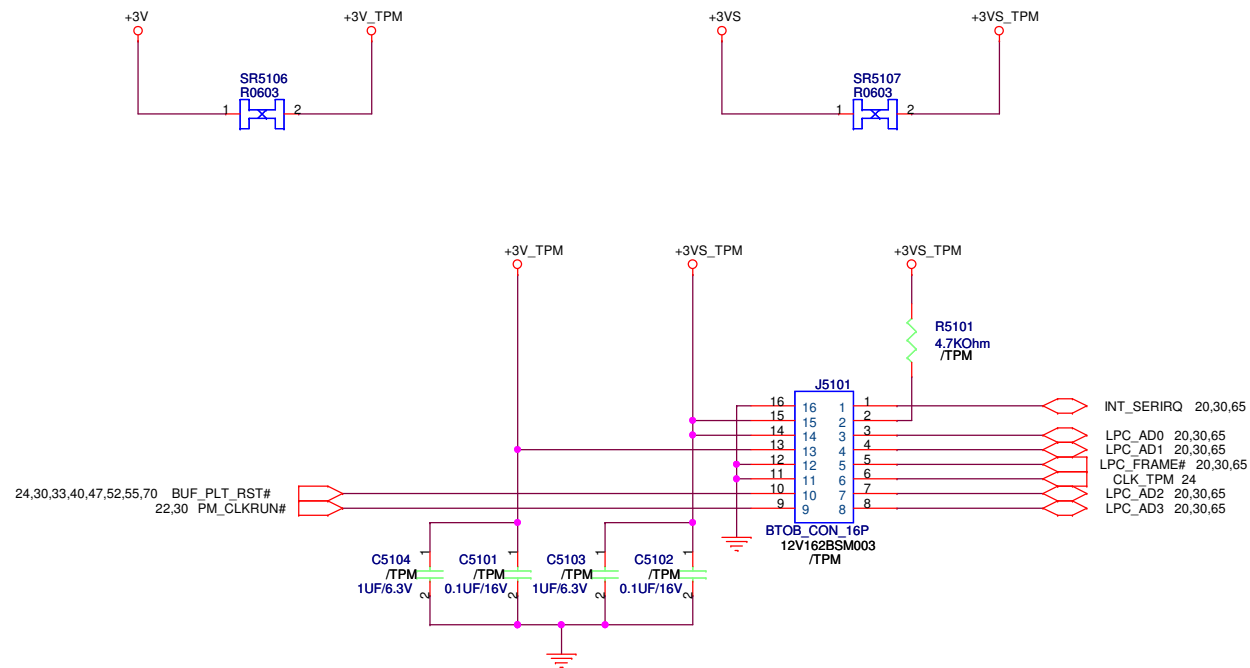 +3V
+3V_TPM
+3VS
+3VS_TPM
SR5106
R0603
1
2
SR5107
R0603
1
2
+3V_TPM
+3VS_TPM
+3VS_TPM
R5101
4.7KOhm
/TPM
J5101
16 16 1 1 INT_SERIRQ 20,30,65
15 15 2 2
14 14 3 3 LPC_AD0 20,30,65
13 13 4 4 LPC_AD1 20,30,65
12 12 5 5 LPC_FRAME# 20,30,65
11 11 6 6 CLK_TPM 24
24,30,33,40,47,52,55,70 BUF_PLT_RST# 10 10 7 7 LPC_AD2 20,30,65
22,30 PM_CLKRUN# 9 9 8 8 LPC_AD3 20,30,65
BTOB_CON_16P
12V162BSM003
/TPM
1
C5104
/TPM
1UF/6.3V
2
1
C5101
/TPM
0.1UF/16V
2
1
C5103
/TPM
1UF/6.3V
2
1
C5102
/TPM
0.1UF/16V
2